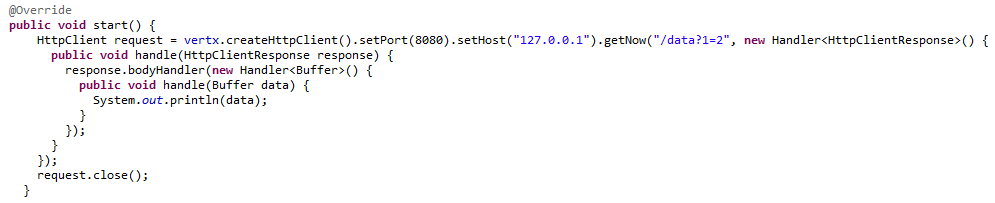 @Override
public void start() {
    HttpClient request = vertx.createHttpClient().setPort(8080).setHost("127.0.0.1").getNow("/data?1=2", new Handler<HttpClientResponse>() {
      public void handle(HttpClientResponse response) {
        response.bodyHandler(new Handler<Buffer>() {
          public void handle(Buffer data) {
            System.out.println(data);
          }
        });
      }
    });
    request.close();
  }